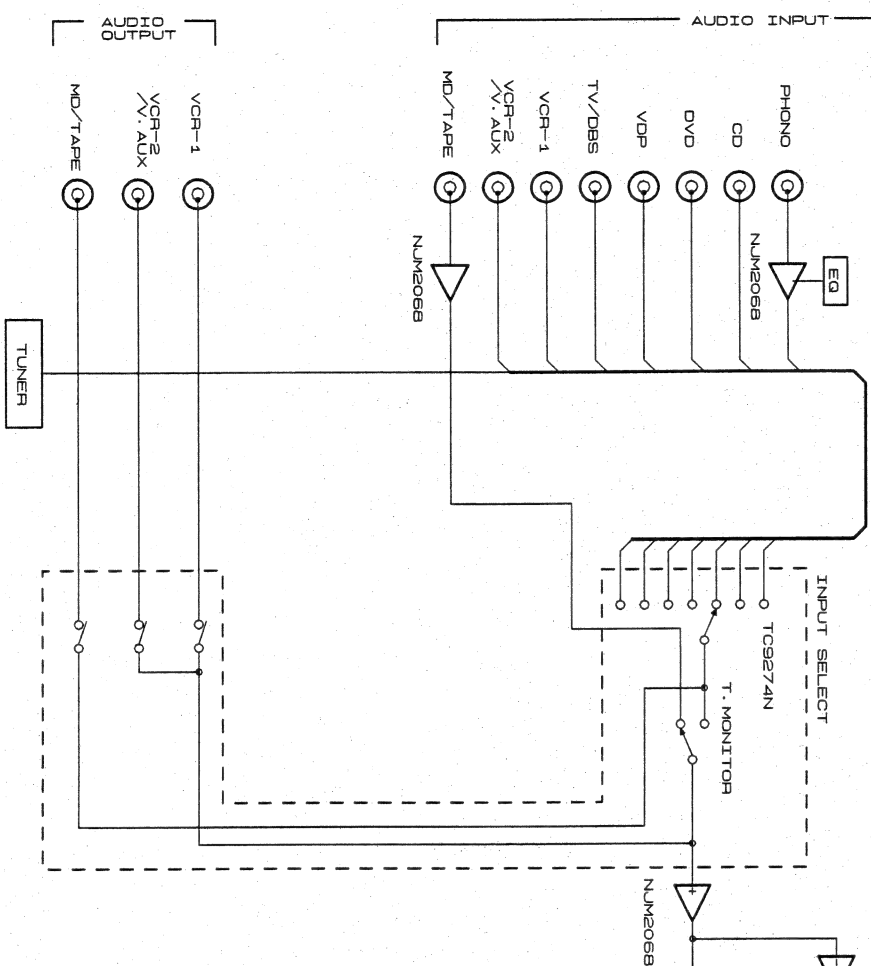 AUDIO
OUTPUT
AUDIO INPUT
MD/TAPE
VCR-2
/V.AUX
VCR-1
MD/TAPE
VCR-2
/V.AUX
VCR-1
TV/DBS
VDP
DVD
CD
PHONO
NJM2068
NJM2068
EQ
TUNER
INPUT SELECT
TC9274N
T.MONITOR
NJM2068
+